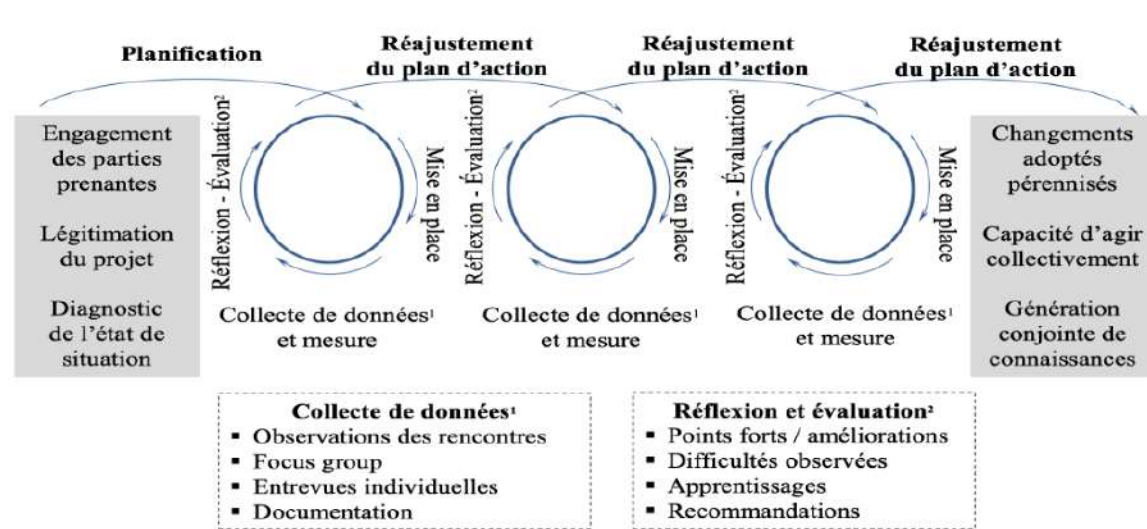 Planification
Réajustement
du plan d’action
Réajustement
du plan d’action
Réajustement
du plan d’action
Engagement
des parties
prenantes
Légitimation
du projet
Diagnostic
de l’état de
situation
Réflexion - Évaluation²
Mise en place
Collecte de données¹
et mesure
Réflexion - Évaluation²
Mise en place
Collecte de données¹
et mesure
Réflexion - Évaluation²
Mise en place
Collecte de données¹
et mesure
Changements
adoptés
pérennisés
Capacité d’agir
collectivement
Génération
conjointe de
connaissances
Collecte de données¹
▪ Observations des rencontres
▪ Focus group
▪ Entrevues individuelles
▪ Documentation
Réflexion et évaluation²
▪ Points forts / améliorations
▪ Difficultés observées
▪ Apprentissages
▪ Recommandations